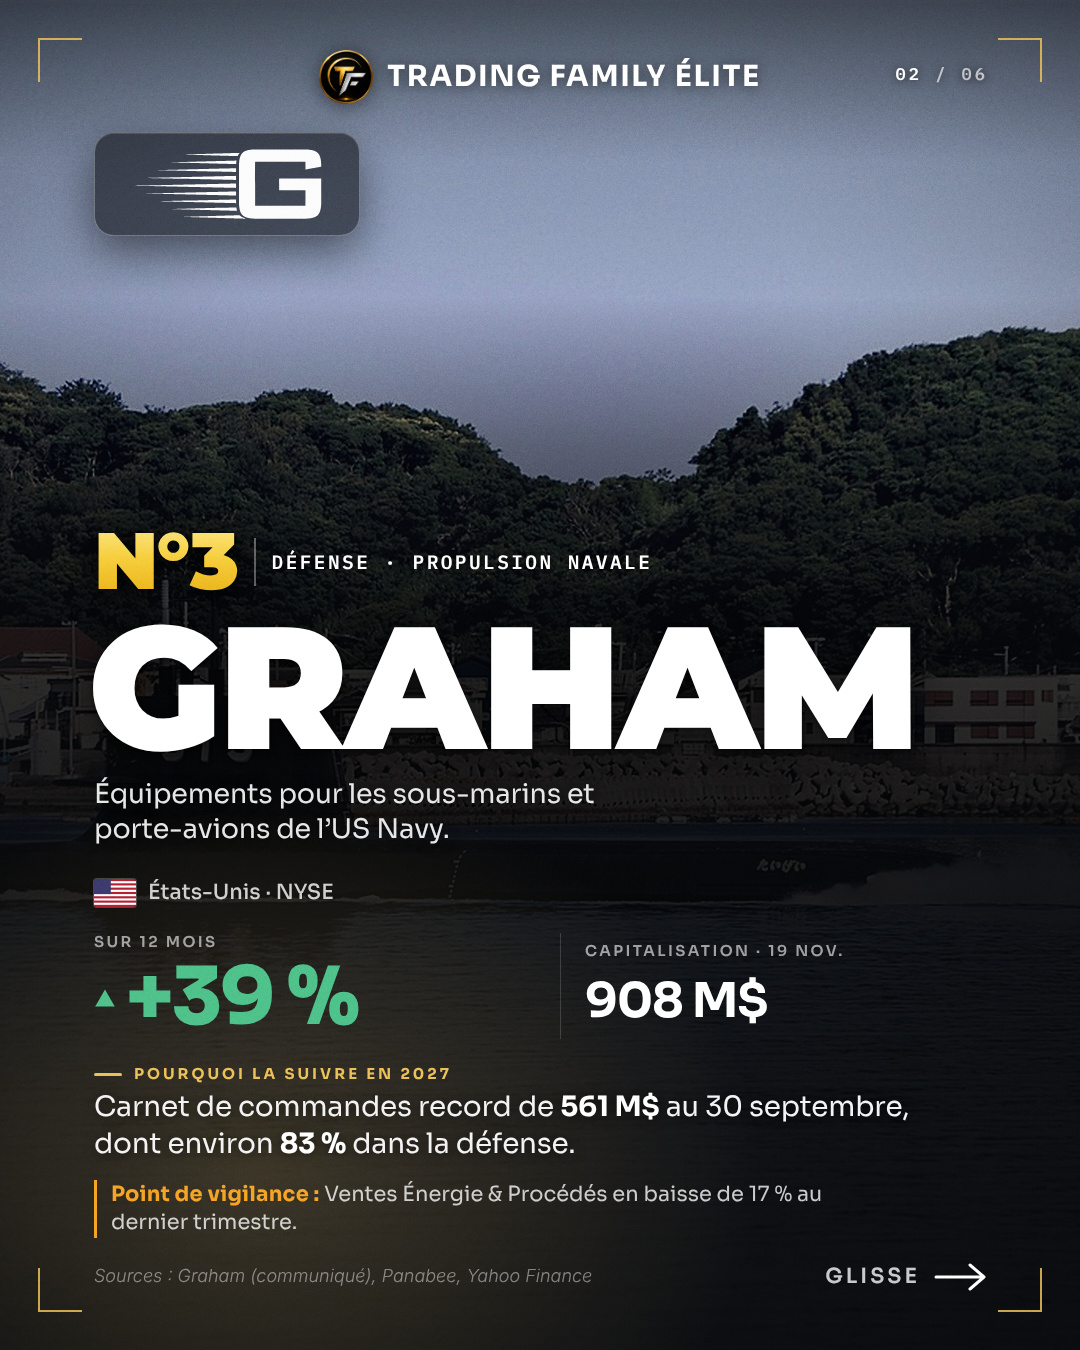 TF
TRADING FAMILY ÉLITE
02 / 06
G
N°3
DÉFENSE · PROPULSION NAVALE
GRAHAM
Équipements pour les sous-marins et
porte-avions de l’US Navy.
États-Unis · NYSE
SUR 12 MOIS
▲ +39 %
CAPITALISATION · 19 NOV.
908 M$
POURQUOI LA SUIVRE EN 2027
Carnet de commandes record de 561 M$ au 30 septembre,
dont environ 83 % dans la défense.
Point de vigilance : Ventes Énergie & Procédés en baisse de 17 % au
dernier trimestre.
Sources : Graham (communiqué), Panabee, Yahoo Finance
GLISSE →